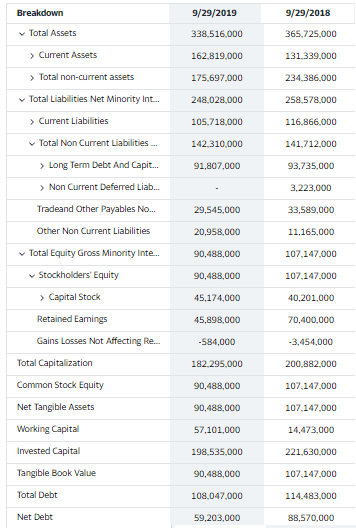 Breakdown 9/29/2019 9/29/2018
Total Assets 338,516,000 365,725,000
Current Assets 162,819,000 131,339,000
Total non-current assets 175,697,000 234,386,000
Total Liabilities Net Minority Int... 248,028,000 258,578,000
Current Liabilities 105,718,000 116,866,000
Total Non Current Liabilities ... 142,310,000 141,712,000
Long Term Debt And Capit... 91,807,000 93,735,000
Non Current Deferred Liab... - 3,223,000
Tradeand Other Payables No... 29,545,000 33,589,000
Other Non Current Liabilities 20,958,000 11,165,000
Total Equity Gross Minority Inte... 90,488,000 107,147,000
Stockholders' Equity 90,488,000 107,147,000
Capital Stock 45,174,000 40,201,000
Retained Earnings 45,898,000 70,400,000
Gains Losses Not Affecting Re... -584,000 -3,454,000
Total Capitalization 182,295,000 200,882,000
Common Stock Equity 90,488,000 107,147,000
Net Tangible Assets 90,488,000 107,147,000
Working Capital 57,101,000 14,473,000
Invested Capital 198,535,000 221,630,000
Tangible Book Value 90,488,000 107,147,000
Total Debt 108,047,000 114,483,000
Net Debt 59,203,000 88,570,000